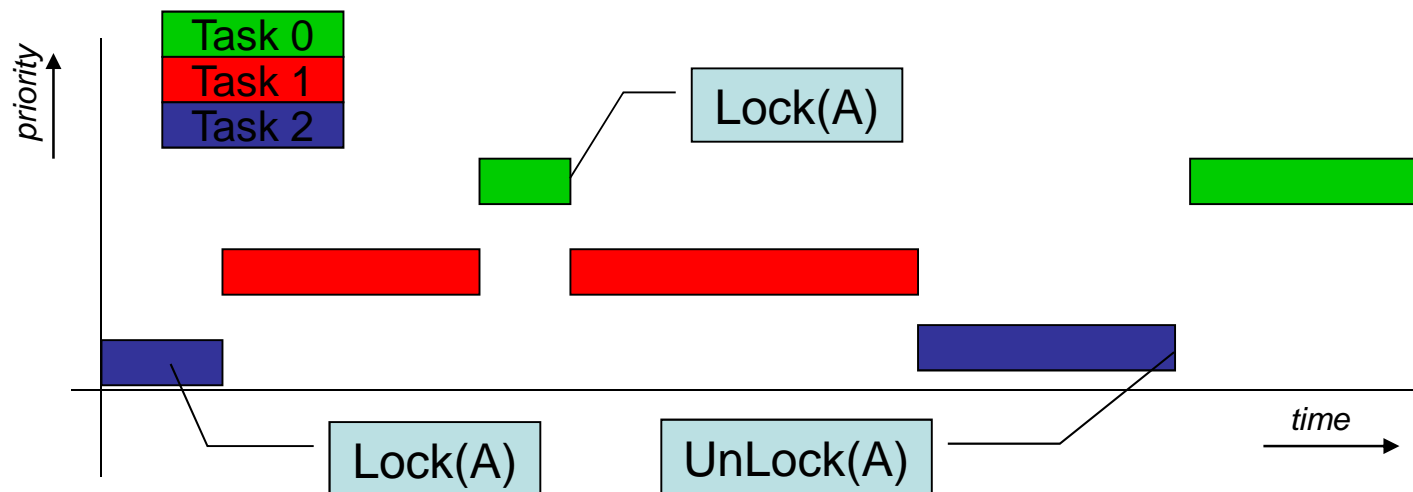 priority
Task 0
Task 1
Task 2
Lock(A)
Lock(A)
UnLock(A)
time